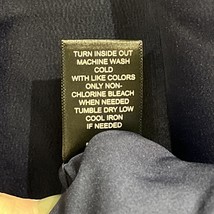 TURN INSIDE OUT
MACHINE WASH
COLD
WITH LIKE COLORS
ONLY NON-
CHLORINE BLEACH
WHEN NEEDED
TUMBLE DRY LOW
COOL IRON
IF NEEDED